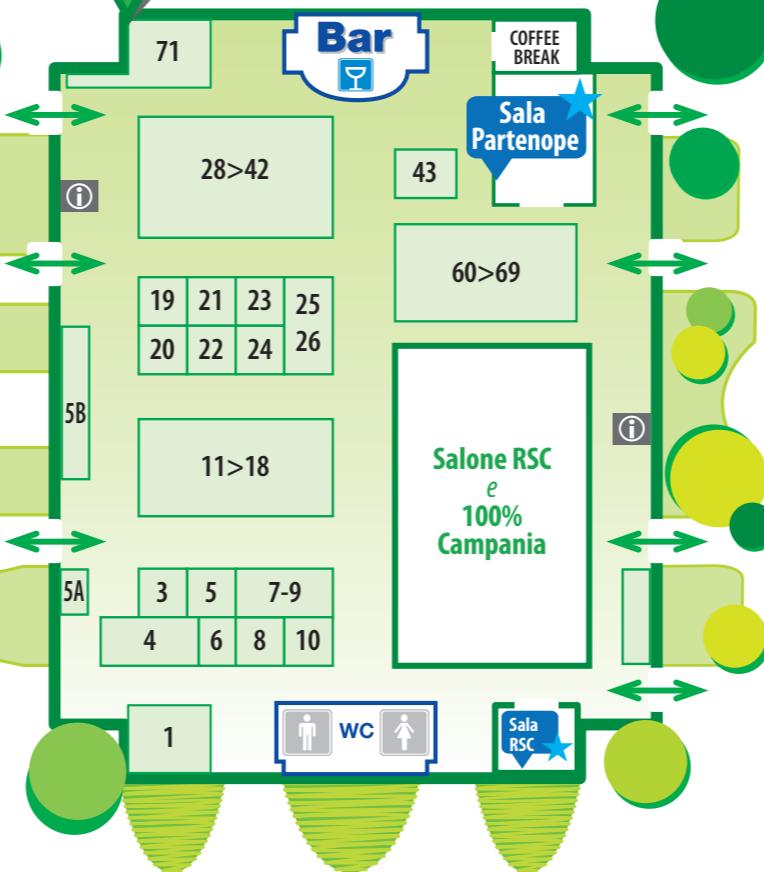 71
Bar
COFFEE
BREAK
Sala
Partenope
28>42
43
i
60>69
19 21 23 25
20 22 24 26
5B
11>18
i
Salone RSC
e
100%
Campania
5A
3 5 7-9
4 6 8 10
1
WC
Sala
RSC